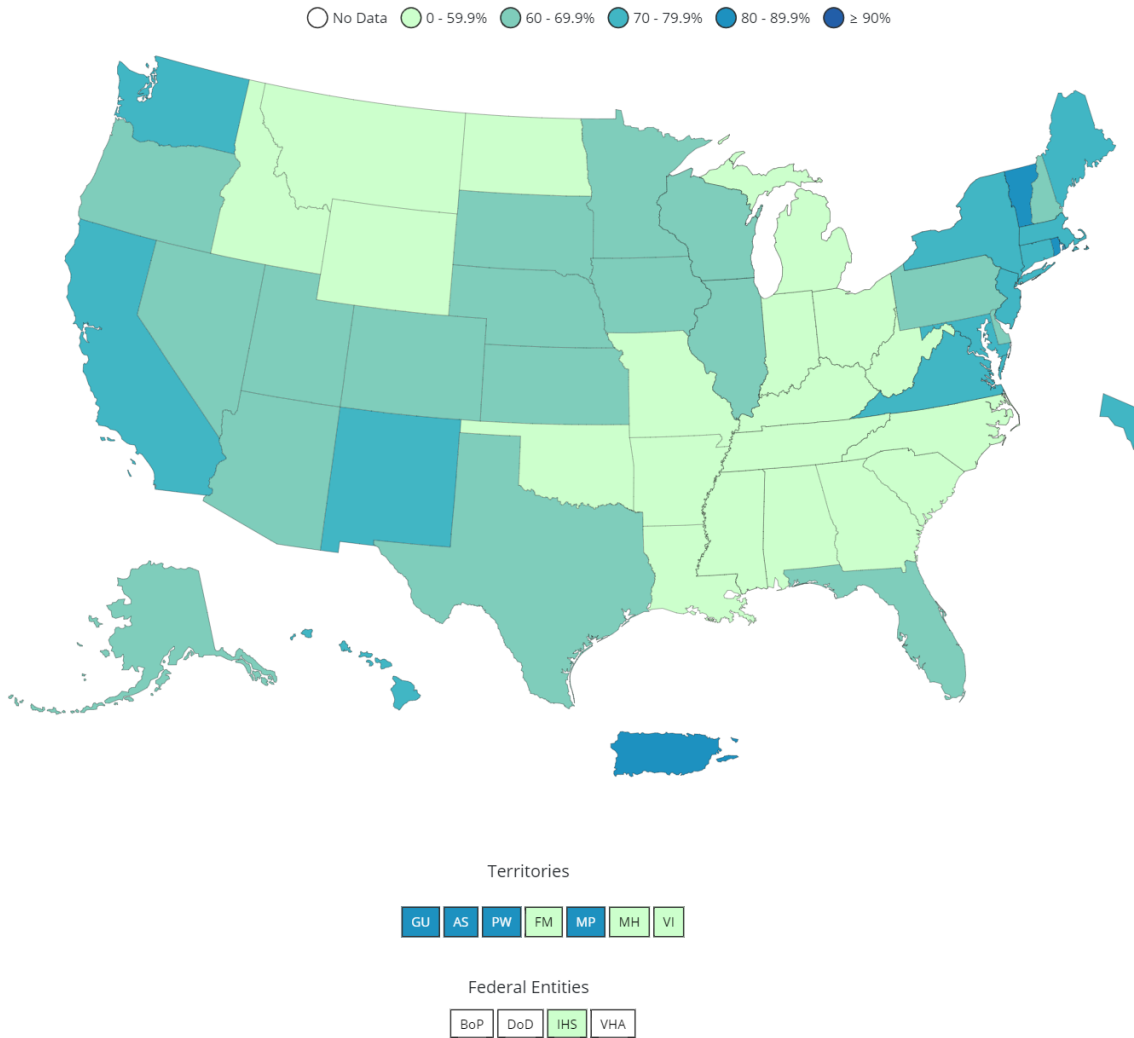 No Data 0 - 59.9% 60 - 69.9% 70 - 79.9% 80 - 89.9% ≥ 90%
Territories
GU AS PW FM MP MH VI
Federal Entities
BoP DoD IHS VHA